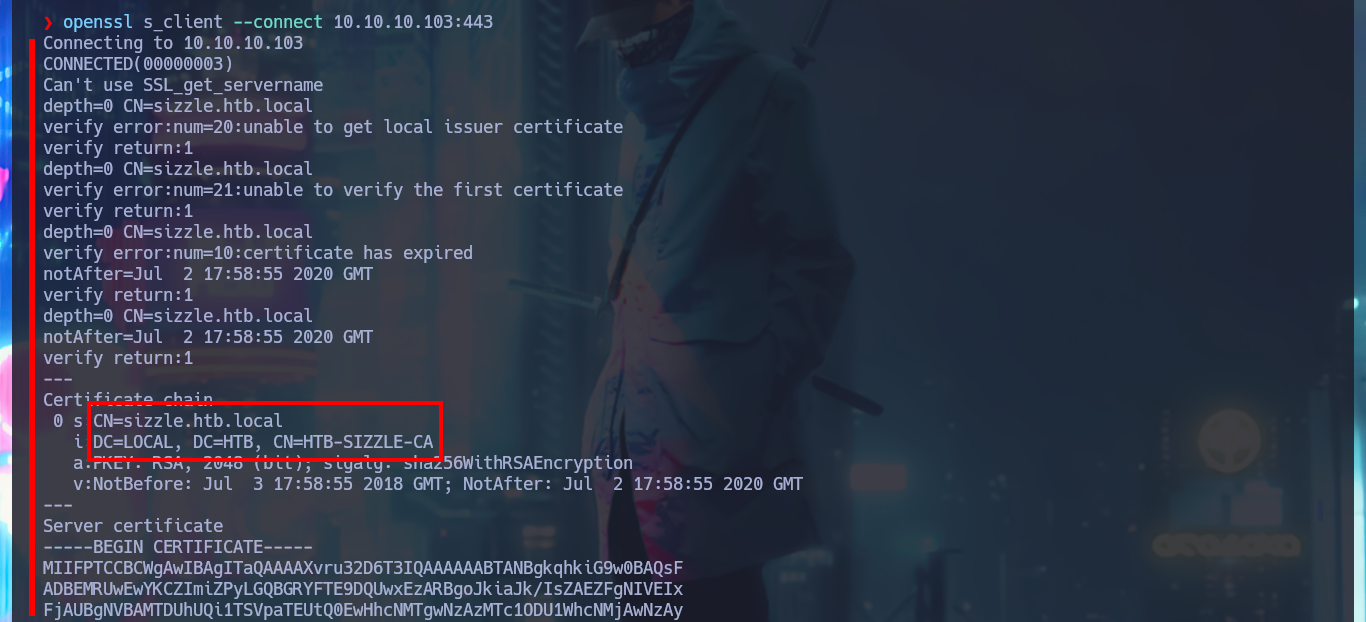 ❯ openssl s_client --connect 10.10.10.103:443
Connecting to 10.10.10.103
CONNECTED(00000003)
Can't use SSL_get_servername
depth=0 CN=sizzle.htb.local
verify error:num=20:unable to get local issuer certificate
verify return:1
depth=0 CN=sizzle.htb.local
verify error:num=21:unable to verify the first certificate
verify return:1
depth=0 CN=sizzle.htb.local
verify error:num=10:certificate has expired
notAfter=Jul  2 17:58:55 2020 GMT
verify return:1
depth=0 CN=sizzle.htb.local
notAfter=Jul  2 17:58:55 2020 GMT
verify return:1
---
Certificate chain
 0 s:CN=sizzle.htb.local
   i:DC=LOCAL, DC=HTB, CN=HTB-SIZZLE-CA
   a:PKEY: RSA, 2048 (bit); sigalg: sha256WithRSAEncryption
   v:NotBefore: Jul  3 17:58:55 2018 GMT; NotAfter: Jul  2 17:58:55 2020 GMT
---
Server certificate
-----BEGIN CERTIFICATE-----
MIIFPTCCBCWgAwIBAgITaQAAAAXvru32D6T3IQAAAAAABTANBgkqhkiG9w0BAQsF
ADBEMRUwEwYKCZImiZPyLGQBGRYFTE9DQUwxEzARBgoJkiaJk/IsZAEZFgNIVEIx
FjAUBgNVBAMTDUhUQi1TSVpaTEUtQ0EwHhcNMTgwNzAzMTc1ODU1WhcNMjAwNzAy